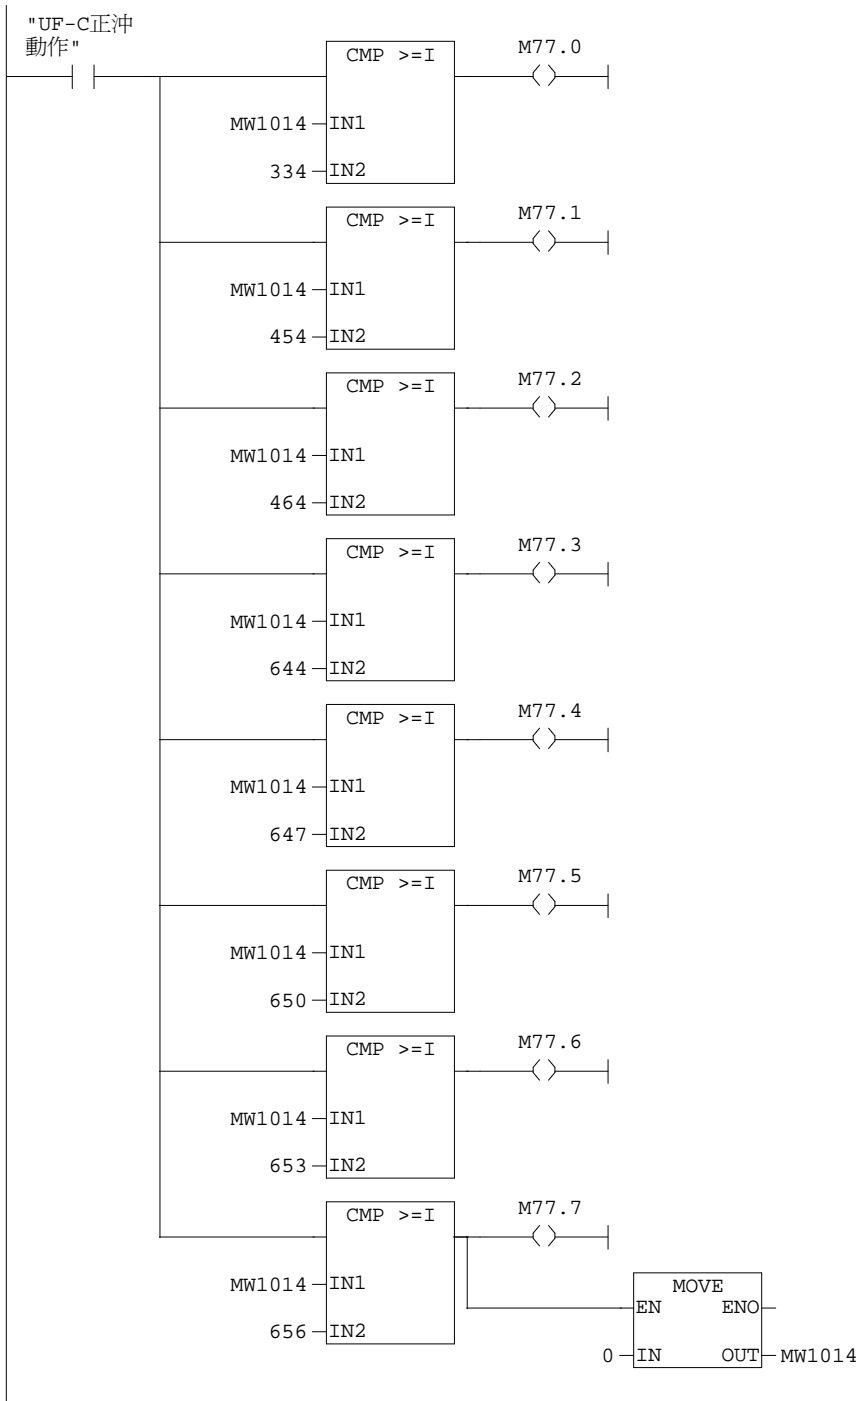 "UF-C正沖
動作"
CMP >=I
M77.0
MW1014 IN1
334 IN2
CMP >=I
M77.1
MW1014 IN1
454 IN2
CMP >=I
M77.2
MW1014 IN1
464 IN2
CMP >=I
M77.3
MW1014 IN1
644 IN2
CMP >=I
M77.4
MW1014 IN1
647 IN2
CMP >=I
M77.5
MW1014 IN1
650 IN2
CMP >=I
M77.6
MW1014 IN1
653 IN2
CMP >=I
M77.7
MW1014 IN1
656 IN2
MOVE
EN ENO
0 IN OUT MW1014